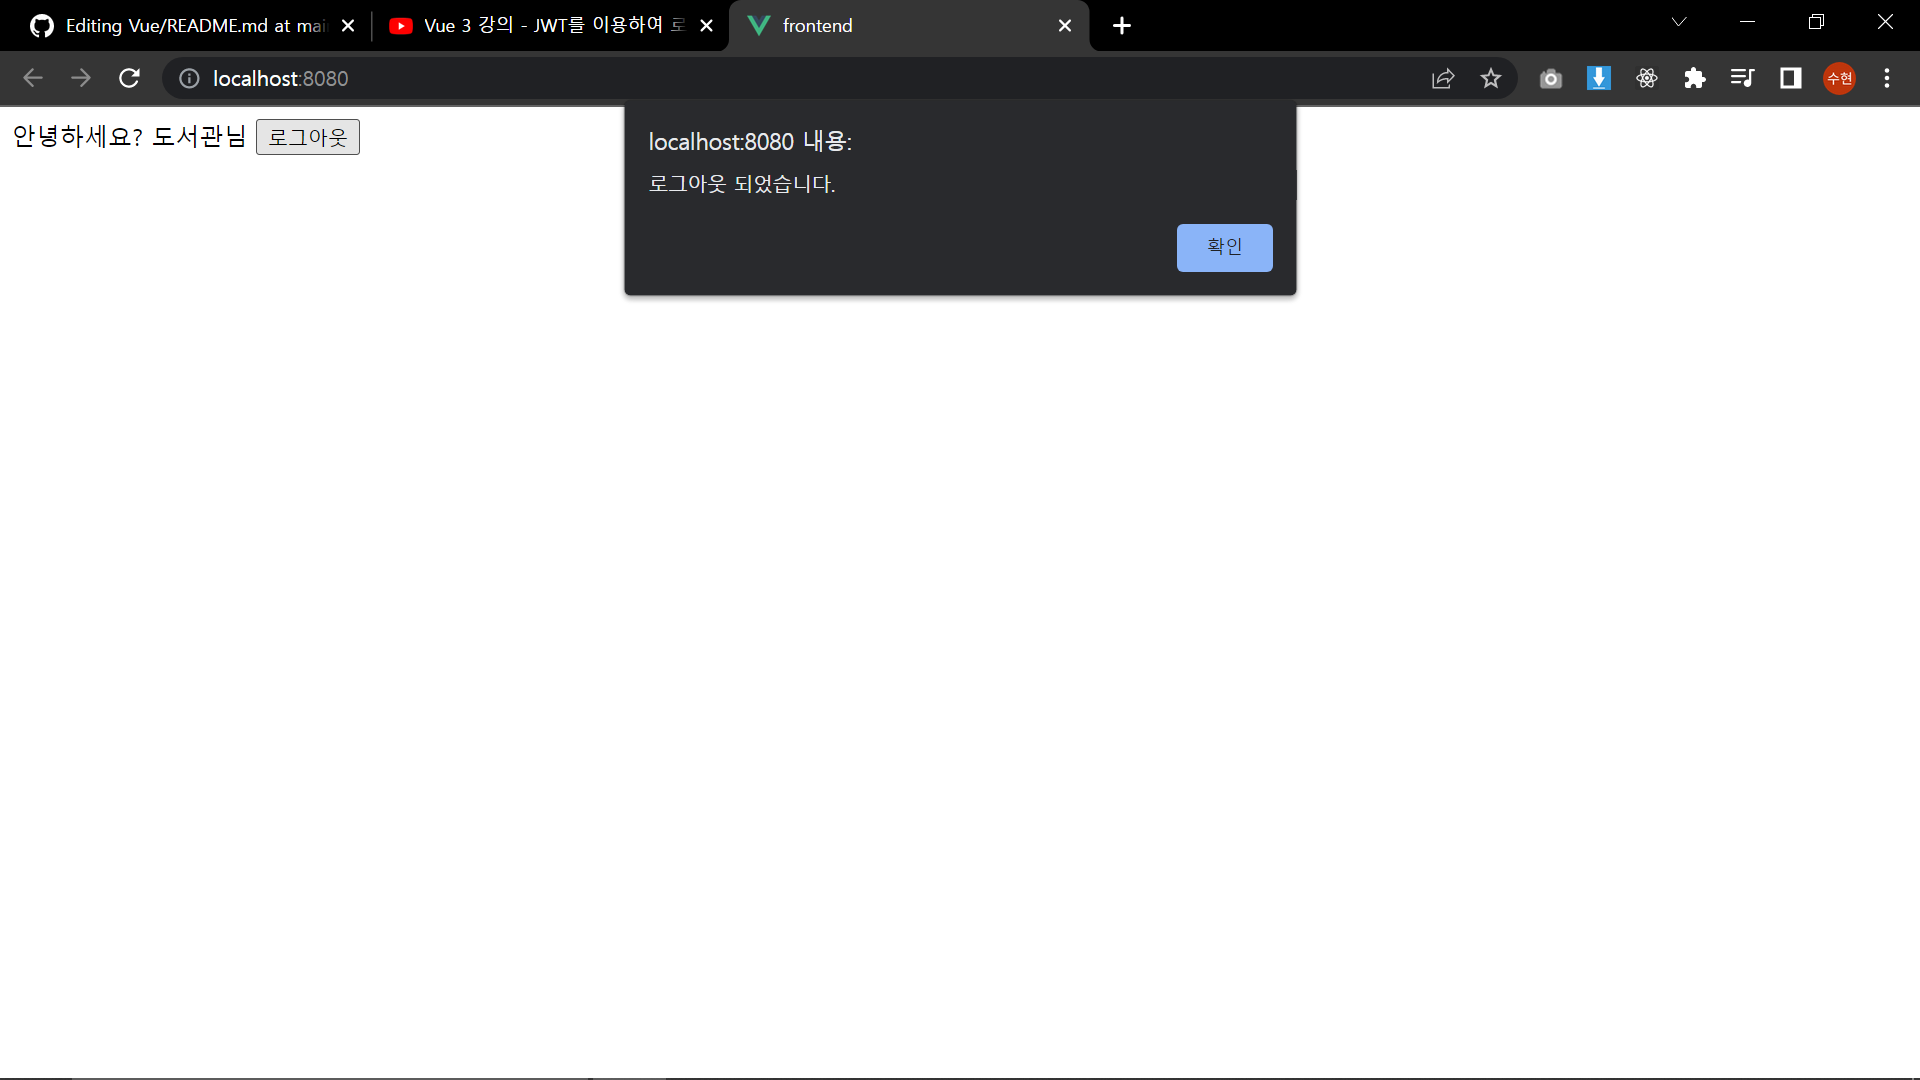 Editing Vue/README.md at mai
Vue 3 강의 - JWT를 이용하여 로
frontend
localhost:8080
수현
안녕하세요? 도서관님 로그아웃
localhost:8080 내용:
로그아웃 되었습니다.
확인